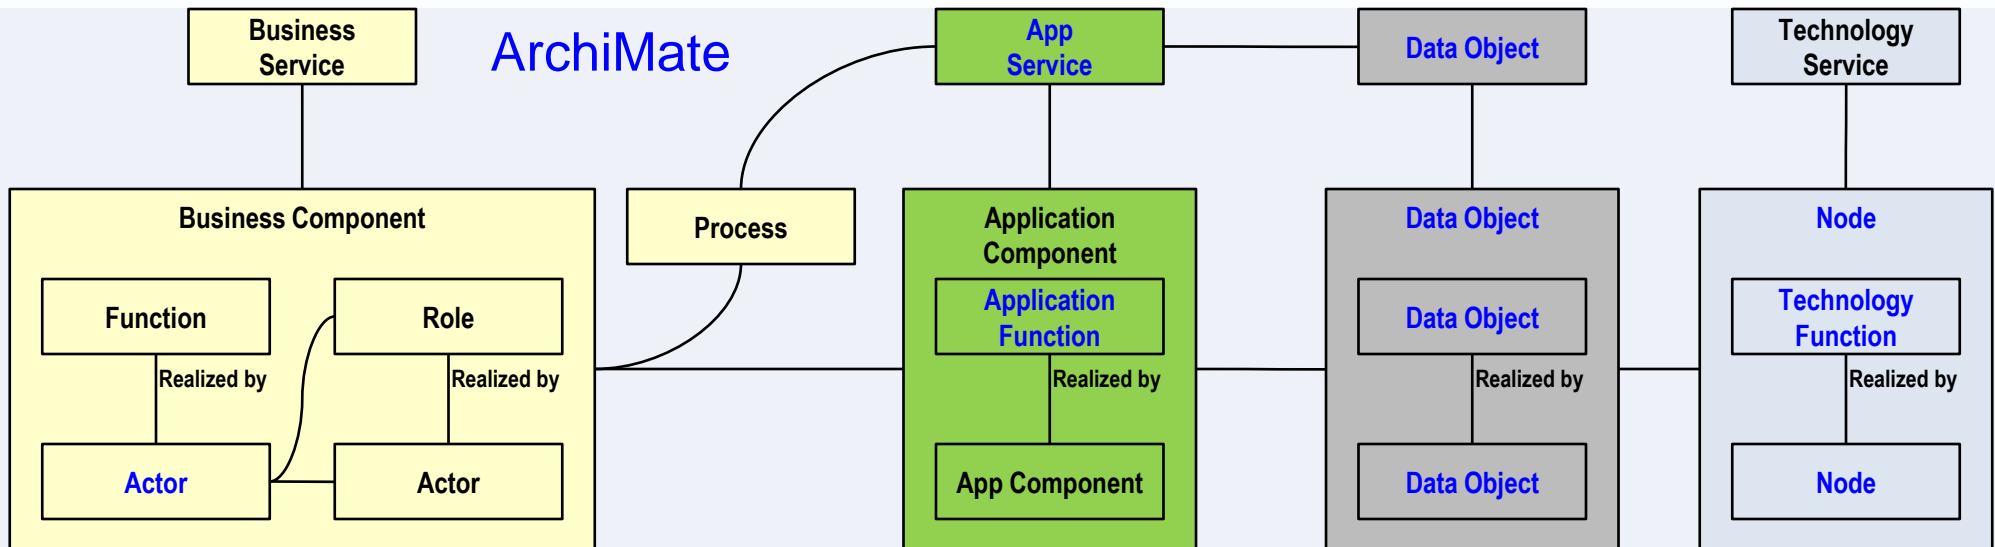 Business
Service
ArchiMate
App
Service
Data Object
Technology
Service
Business Component
Process
Application
Component
Data Object
Node
Function
Role
Application
Function
Data Object
Technology
Function
Realized by
Realized by
Realized by
Realized by
Realized by
Actor
Actor
App Component
Data Object
Node